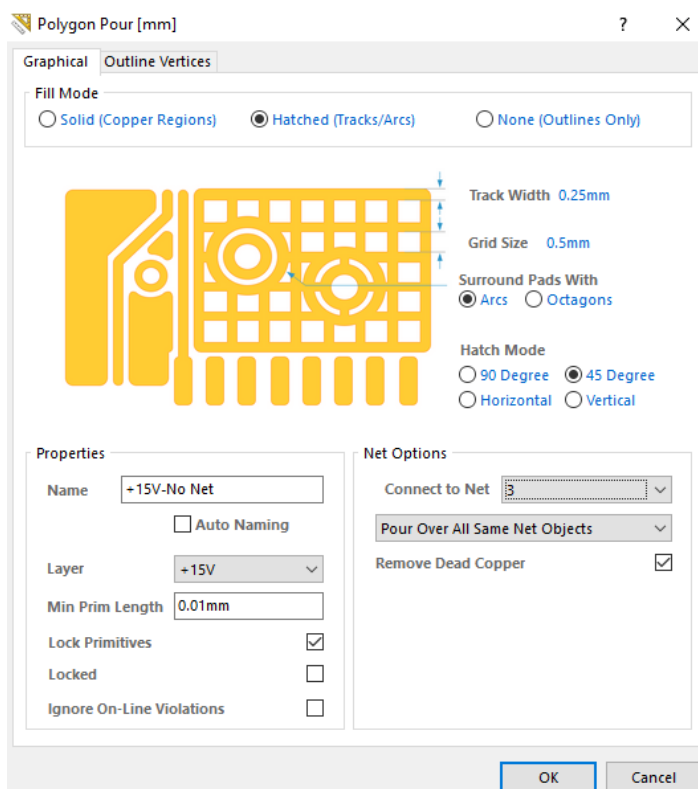 Polygon Pour [mm]
?
Graphical
Outline Vertices
Fill Mode
Solid (Copper Regions)
Hatched (Tracks/Arcs)
None (Outlines Only)
Track Width 0.25mm
Grid Size 0.5mm
Surround Pads With
Arcs
Octagons
Hatch Mode
90 Degree
45 Degree
Horizontal
Vertical
Properties
Name +15V-No Net
Auto Naming
Layer +15V
Min Prim Length 0.01mm
Lock Primitives
Locked
Ignore On-Line Violations
Net Options
Connect to Net 3
Pour Over All Same Net Objects
Remove Dead Copper
OK
Cancel